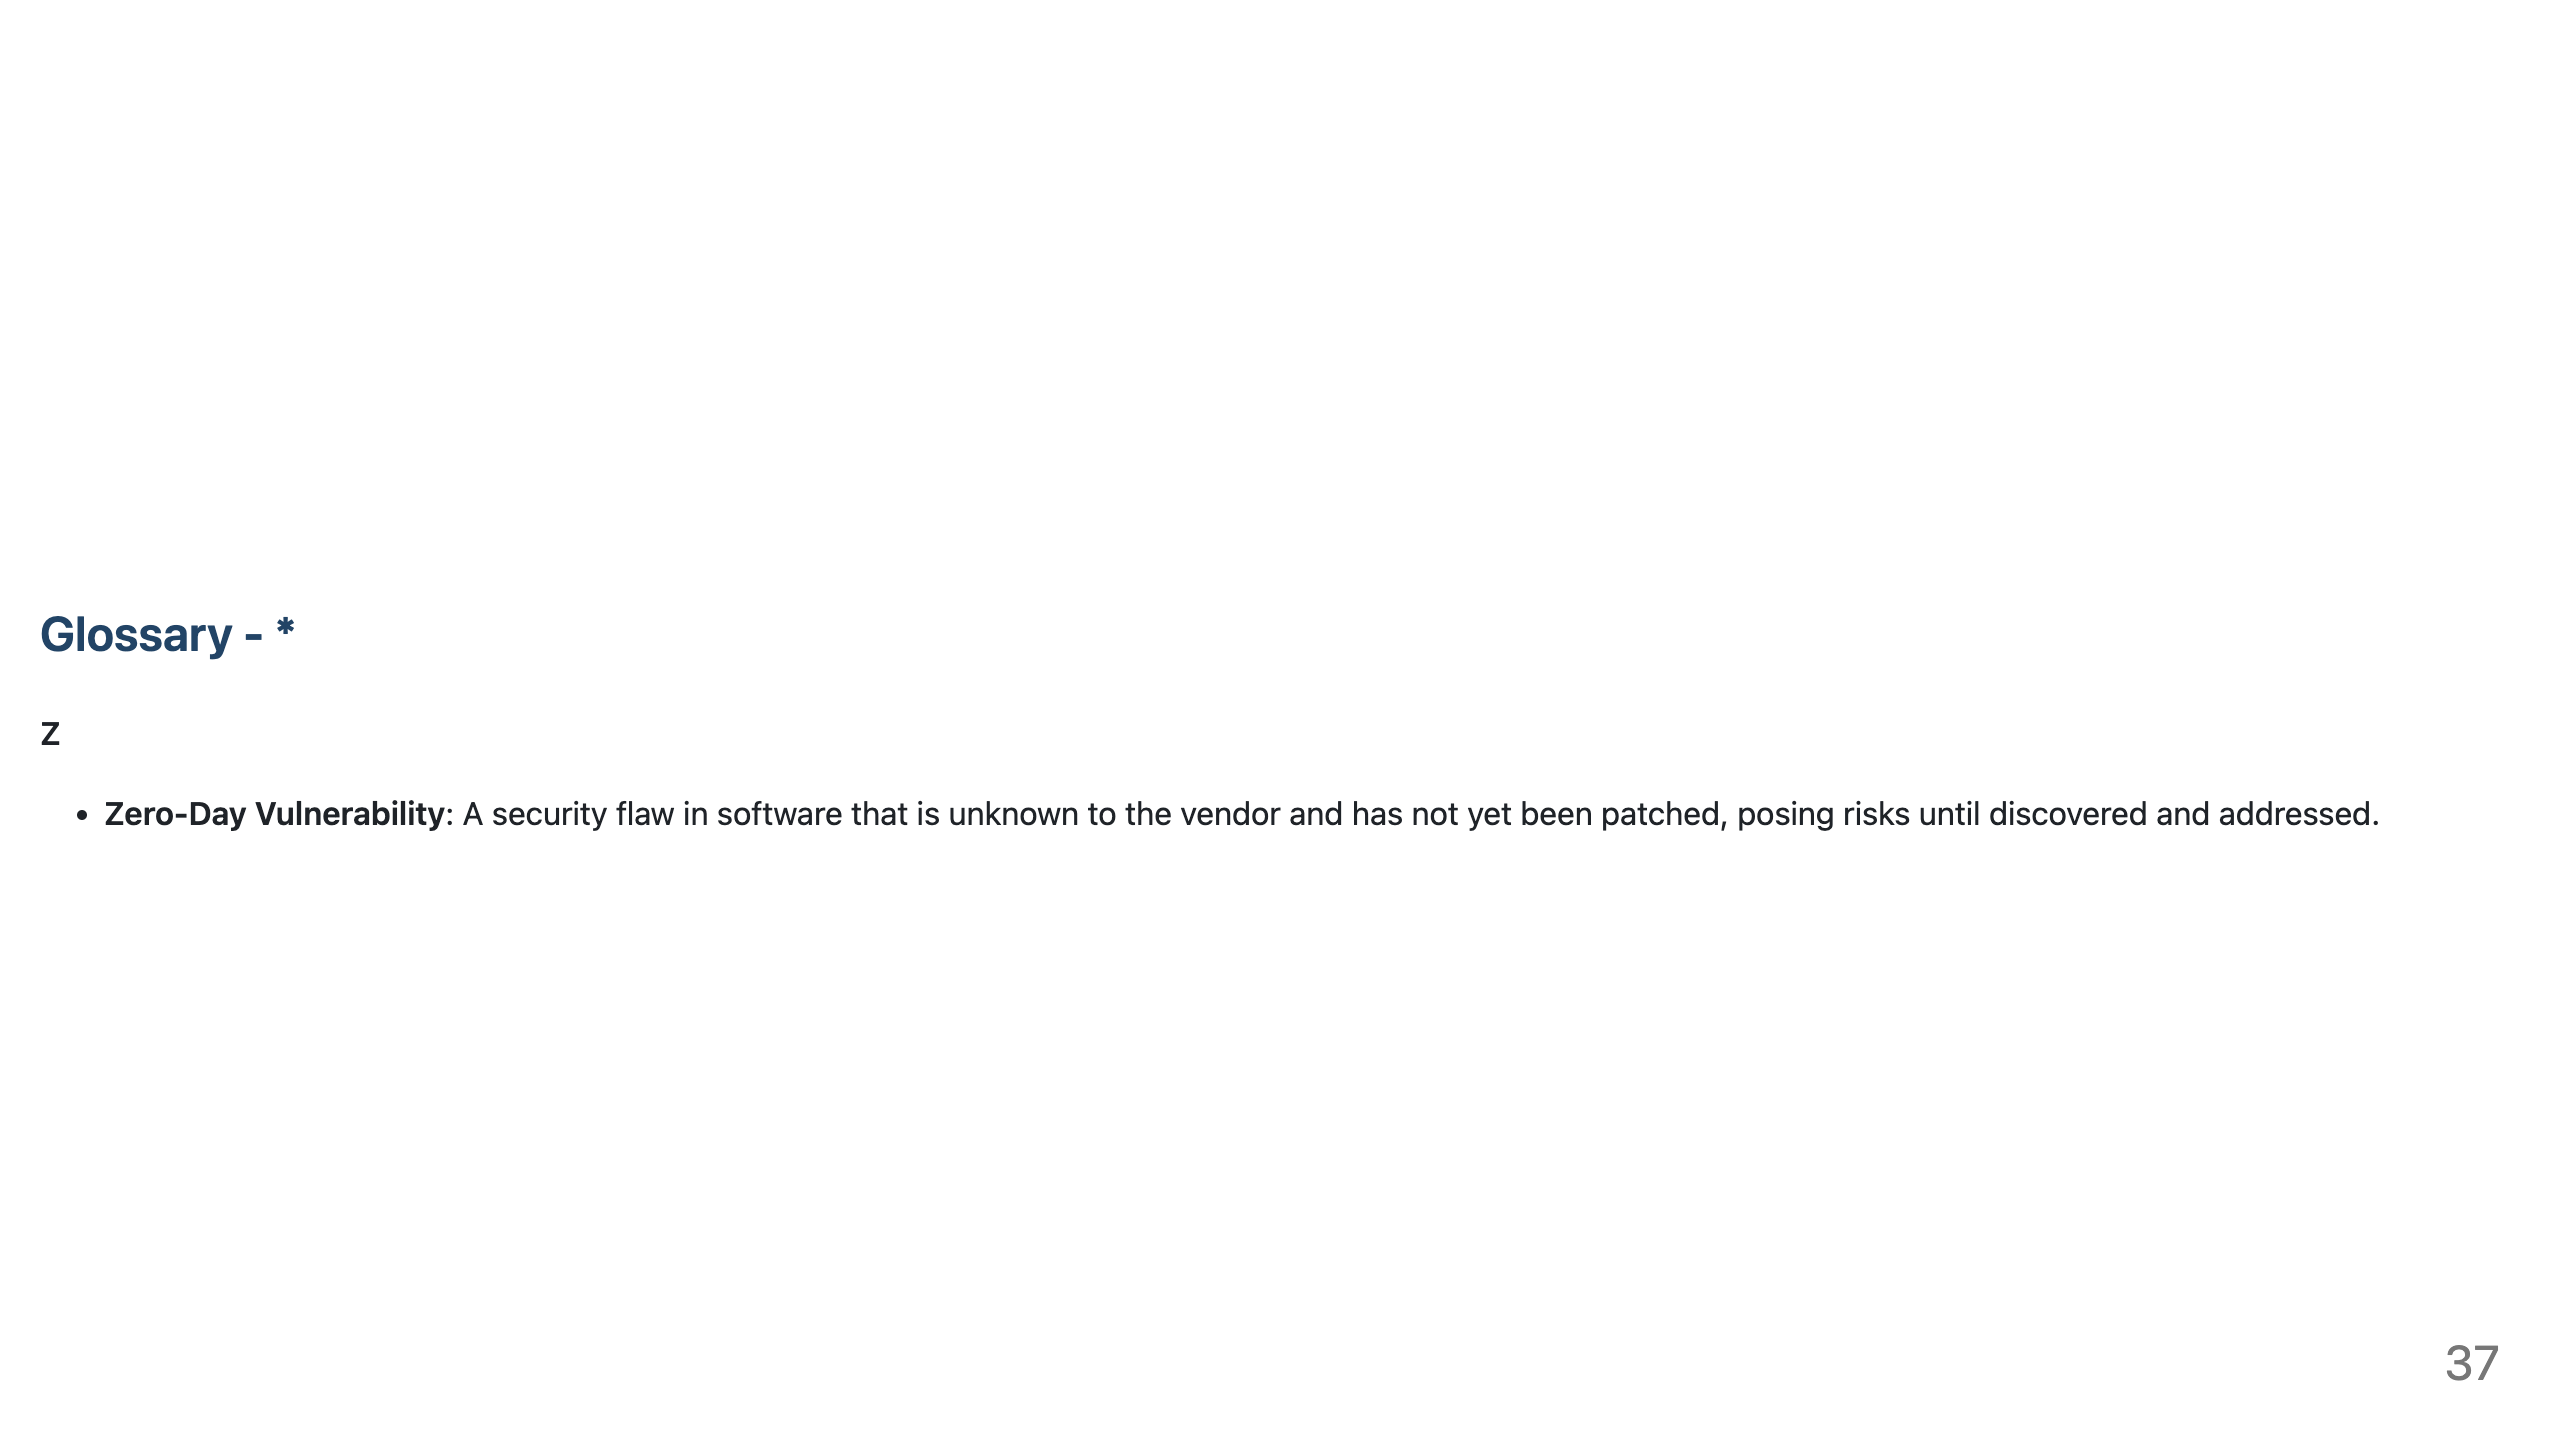 Glossary - *
Z
• Zero-Day Vulnerability: A security flaw in software that is unknown to the vendor and has not yet been patched, posing risks until discovered and addressed.
37